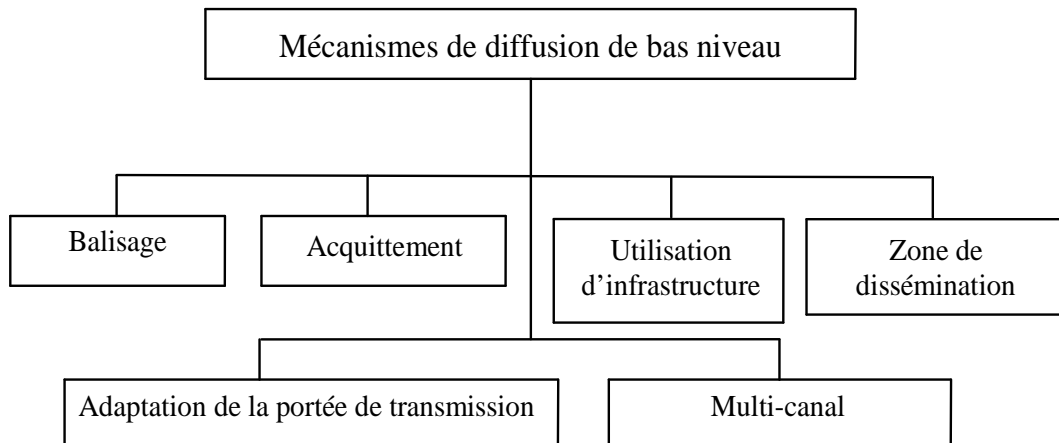 Mécanismes de diffusion de bas niveau
Balisage
Acquittement
Utilisation
d’infrastructure
Zone de
dissémination
Adaptation de la portée de transmission
Multi-canal